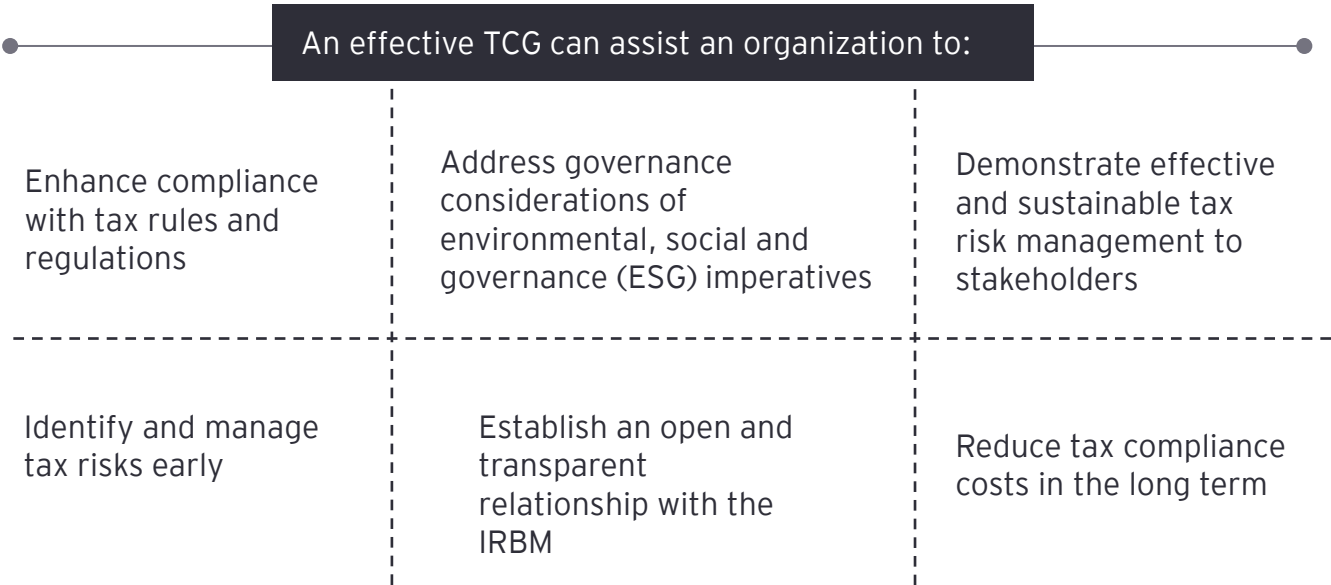 An effective TCG can assist an organization to:
Enhance compliance
with tax rules and
regulations
Address governance
considerations of
environmental, social and
governance (ESG) imperatives
Demonstrate effective
and sustainable tax
risk management to
stakeholders
Identify and manage
tax risks early
Establish an open and
transparent
relationship with the
IRBM
Reduce tax compliance
costs in the long term